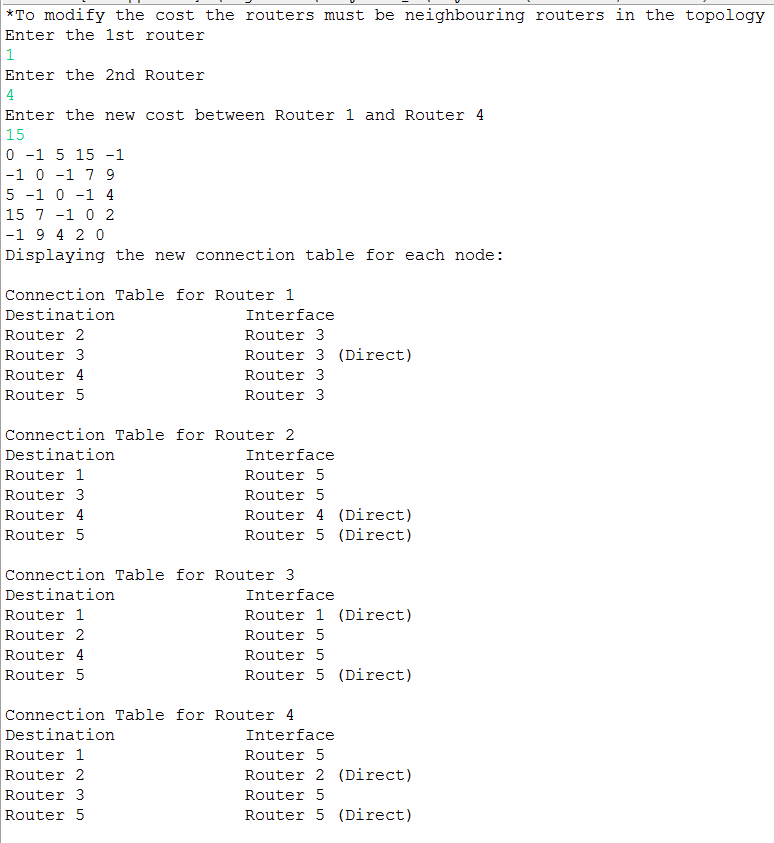 *To modify the cost the routers must be neighbouring routers in the topology
Enter the 1st router
1
Enter the 2nd Router
4
Enter the new cost between Router 1 and Router 4
15
0 -1 5 15 -1
-1 0 -1 7 9
5 -1 0 -1 4
15 7 -1 0 2
-1 9 4 2 0
Displaying the new connection table for each node:
Connection Table for Router 1
Destination Interface
Router 2 Router 3
Router 3 Router 3 (Direct)
Router 4 Router 3
Router 5 Router 3
Connection Table for Router 2
Destination Interface
Router 1 Router 5
Router 3 Router 5
Router 4 Router 4 (Direct)
Router 5 Router 5 (Direct)
Connection Table for Router 3
Destination Interface
Router 1 Router 1 (Direct)
Router 2 Router 5
Router 4 Router 5
Router 5 Router 5 (Direct)
Connection Table for Router 4
Destination Interface
Router 1 Router 5
Router 2 Router 2 (Direct)
Router 3 Router 5
Router 5 Router 5 (Direct)